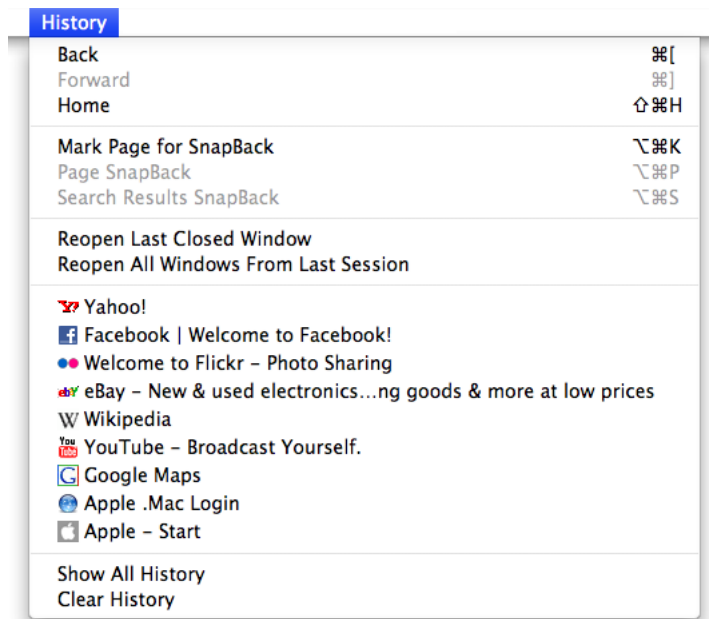 History
Back ⌘[
Forward ⌘]
Home ⇧⌘H
Mark Page for SnapBack ⌥⌘K
Page SnapBack ⌥⌘P
Search Results SnapBack ⌥⌘S
Reopen Last Closed Window
Reopen All Windows From Last Session
Y! Yahoo!
f Facebook | Welcome to Facebook!
Welcome to Flickr – Photo Sharing
ebY eBay – New & used electronics...ng goods & more at low prices
W Wikipedia
You Tube YouTube – Broadcast Yourself.
G Google Maps
Apple .Mac Login
Apple – Start
Show All History
Clear History